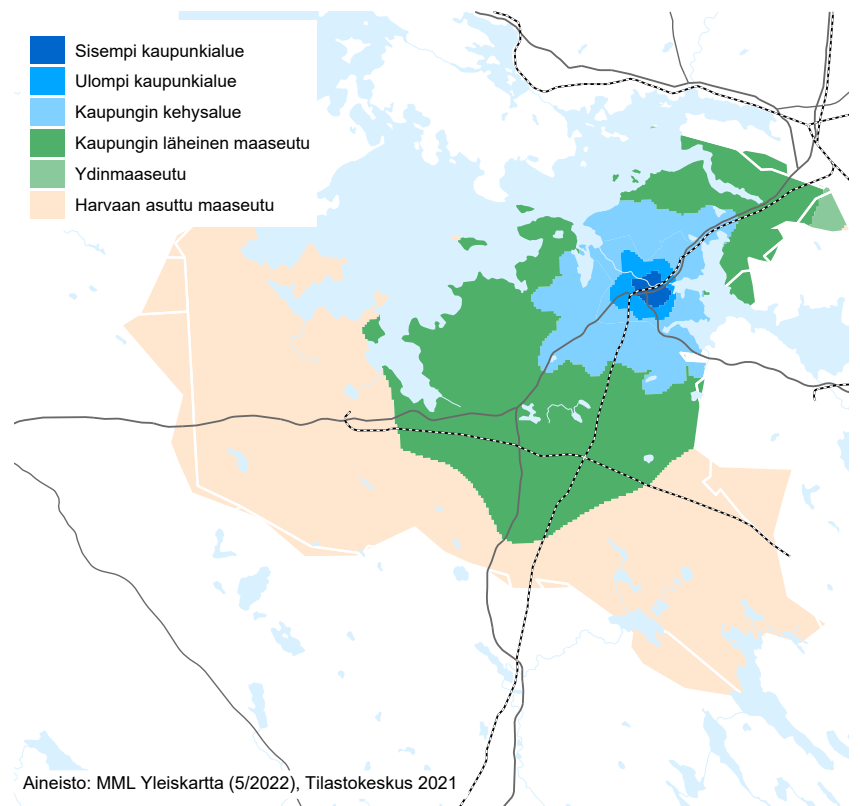 Sisempi kaupunkialue
Ulompi kaupunkialue
Kaupungin kehysalue
Kaupungin läheinen maaseutu
Ydinmaaseutu
Harvaan asuttu maaseutu
Aineisto: MML Yleiskartta (5/2022), Tilastokeskus 2021